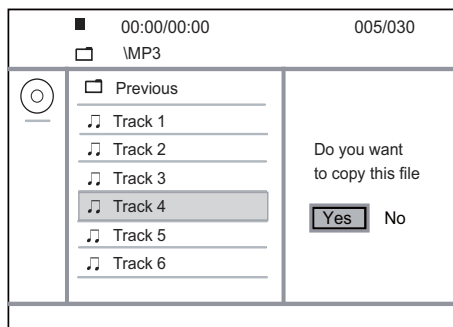 00:00/00:00 005/030
\MP3
Previous
Track 1
Track 2
Track 3
Track 4
Track 5
Track 6
Do you want
to copy this file
Yes No